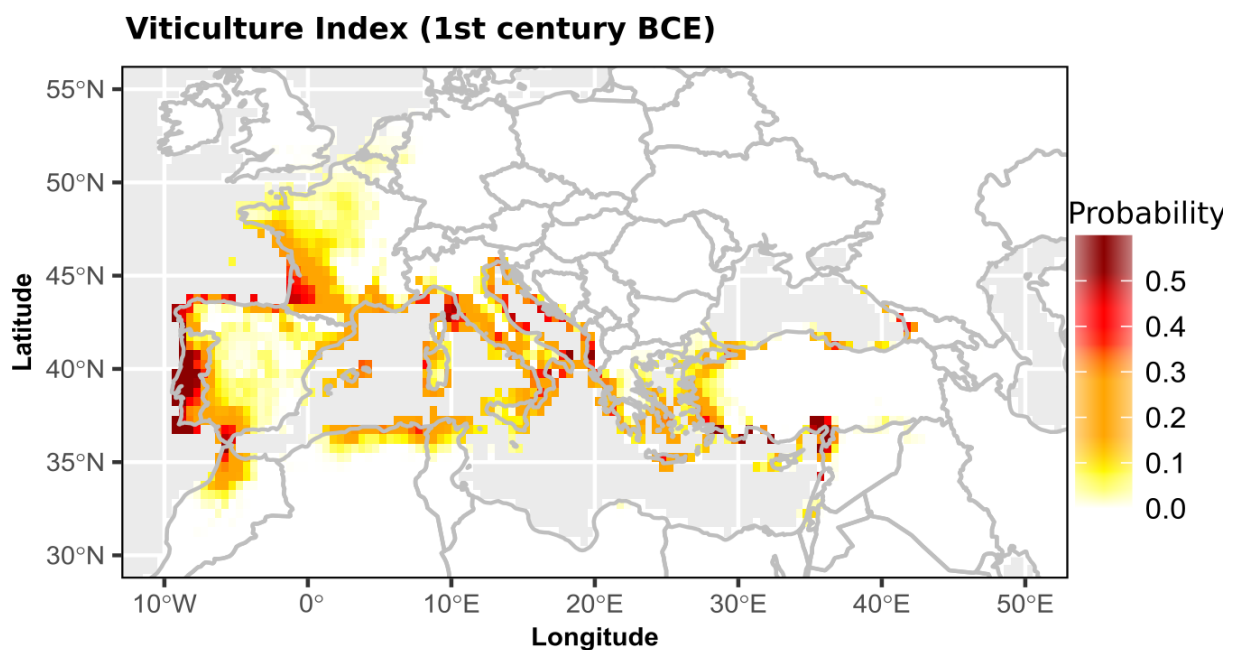 Viticulture Index (1st century BCE)
55°N
50°N
45°N
40°N
35°N
30°N
Latitude
10°W 0° 10°E 20°E 30°E 40°E 50°E
Longitude
Probability
0.5
0.4
0.3
0.2
0.1
0.0